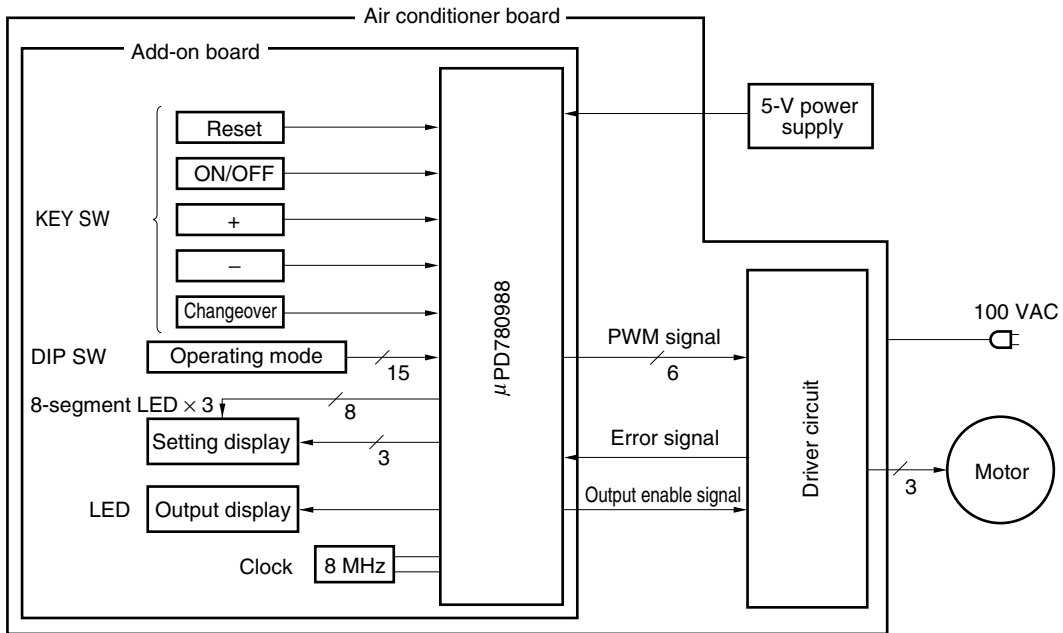 Air conditioner board
Add-on board
5-V power
supply
Reset
ON/OFF
KEY SW
+
−
Changeover
100 VAC
DIP SW
Operating mode
15
μPD780988
PWM signal
6
8-segment LED × 3
8
Setting display
3
Error signal
Driver circuit
3
Motor
LED
Output display
Output enable signal
Clock
8 MHz